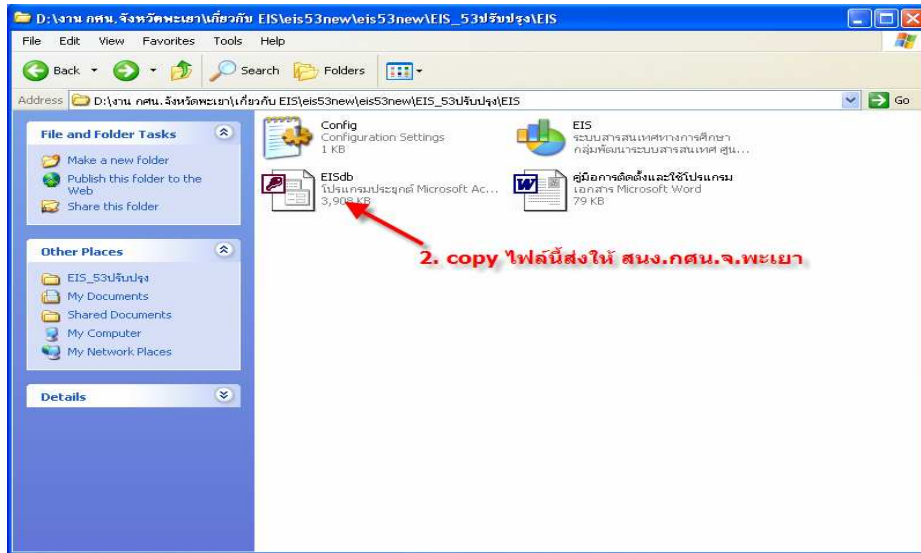 D:\งาน กศน.จังหวัดพะเยา\เกี่ยวกับ EIS\eis53new\eis53new\EIS_53ปรับปรุง\EIS
File Edit View Favorites Tools Help
Back Search Folders
Address D:\งาน กศน.จังหวัดพะเยา\เกี่ยวกับ EIS\eis53new\eis53new\EIS_53ปรับปรุง\EIS Go
File and Folder Tasks
Make a new folder
Publish this folder to the Web
Share this folder
Other Places
EIS_53ปรับปรุง
My Documents
Shared Documents
My Computer
My Network Places
Details
Config
Configuration Settings
1 KB
EIS
ระบบสารสนเทศทางการศึกษา
กลุ่มพัฒนาระบบสารสนเทศ ศูน...
EISdb
โปรแกรมประยุกต์ Microsoft Ac...
3,908 KB
คู่มือการติดตั้งและใช้โปรแกรม
เอกสาร Microsoft Word
79 KB
2. copy ไฟล์นี้ส่งให้ สนง.กศน.จ.พะเยา